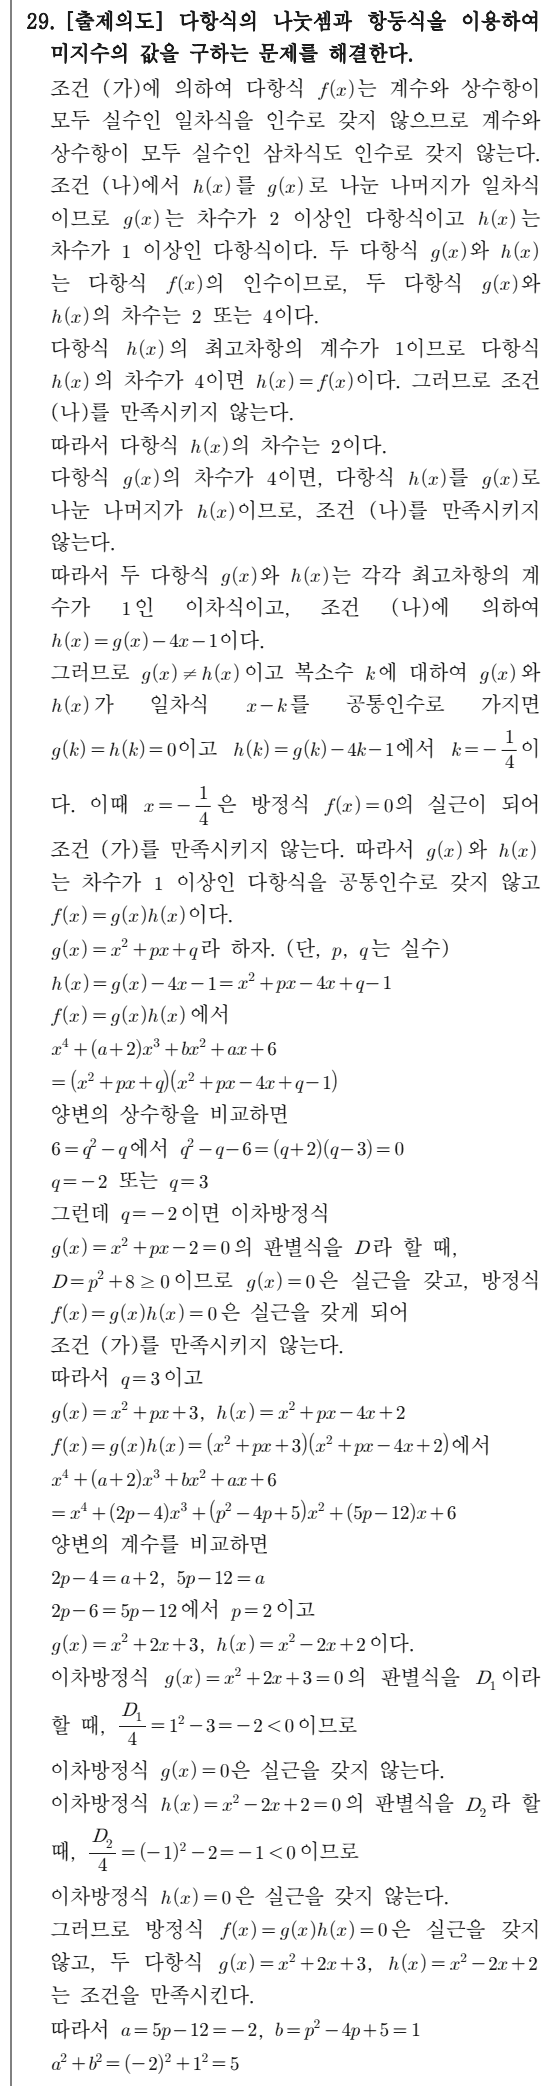 29. [출제의도] 다항식의 나눗셈과 항등식을 이용하여
미지수의 값을 구하는 문제를 해결한다.
조건 (가)에 의하여 다항식 f(x)는 계수와 상수항이
모두 실수인 일차식을 인수로 갖지 않으므로 계수와
상수항이 모두 실수인 삼차식도 인수로 갖지 않는다.
조건 (나)에서 h(x)를 g(x)로 나눈 나머지가 일차식
이므로 g(x)는 차수가 2 이상인 다항식이고 h(x)는
차수가 1 이상인 다항식이다. 두 다항식 g(x)와 h(x)
는 다항식 f(x)의 인수이므로, 두 다항식 g(x)와
h(x)의 차수는 2 또는 4이다.
다항식 h(x)의 최고차항의 계수가 1이므로 다항식
h(x)의 차수가 4이면 h(x)=f(x)이다. 그러므로 조건
(나)를 만족시키지 않는다.
따라서 다항식 h(x)의 차수는 2이다.
다항식 g(x)의 차수가 4이면, 다항식 h(x)를 g(x)로
나눈 나머지가 h(x)이므로, 조건 (나)를 만족시키지
않는다.
따라서 두 다항식 g(x)와 h(x)는 각각 최고차항의 계
수가 1인 이차식이고, 조건 (나)에 의하여
h(x)=g(x)-4x-1이다.
그러므로 g(x)≠h(x)이고 복소수 k에 대하여 g(x)와
h(x)가 일차식 x-k를 공통인수로 가지면
g(k)=h(k)=0이고 h(k)=g(k)-4k-1에서 k=-1/4이
다. 이때 x=-1/4은 방정식 f(x)=0의 실근이 되어
조건 (가)를 만족시키지 않는다. 따라서 g(x)와 h(x)
는 차수가 1 이상인 다항식을 공통인수로 갖지 않고
f(x)=g(x)h(x)이다.
g(x)=x²+px+q라 하자. (단, p, q는 실수)
h(x)=g(x)-4x-1=x²+px-4x+q-1
f(x)=g(x)h(x)에서
x⁴+(a+2)x³+bx²+ax+6
=(x²+px+q)(x²+px-4x+q-1)
양변의 상수항을 비교하면
6=q²-q에서 q²-q-6=(q+2)(q-3)=0
q=-2 또는 q=3
그런데 q=-2이면 이차방정식
g(x)=x²+px-2=0의 판별식을 D라 할 때,
D=p²+8≥0이므로 g(x)=0은 실근을 갖고, 방정식
f(x)=g(x)h(x)=0은 실근을 갖게 되어
조건 (가)를 만족시키지 않는다.
따라서 q=3이고
g(x)=x²+px+3, h(x)=x²+px-4x+2
f(x)=g(x)h(x)=(x²+px+3)(x²+px-4x+2)에서
x⁴+(a+2)x³+bx²+ax+6
=x⁴+(2p-4)x³+(p²-4p+5)x²+(5p-12)x+6
양변의 계수를 비교하면
2p-4=a+2, 5p-12=a
2p-6=5p-12에서 p=2이고
g(x)=x²+2x+3, h(x)=x²-2x+2이다.
이차방정식 g(x)=x²+2x+3=0의 판별식을 D₁이라
할 때, D₁/4=1²-3=-2<0이므로
이차방정식 g(x)=0은 실근을 갖지 않는다.
이차방정식 h(x)=x²-2x+2=0의 판별식을 D₂라 할
때, D₂/4=(-1)²-2=-1<0이므로
이차방정식 h(x)=0은 실근을 갖지 않는다.
그러므로 방정식 f(x)=g(x)h(x)=0은 실근을 갖지
않고, 두 다항식 g(x)=x²+2x+3, h(x)=x²-2x+2
는 조건을 만족시킨다.
따라서 a=5p-12=-2, b=p²-4p+5=1
a²+b²=(-2)²+1²=5